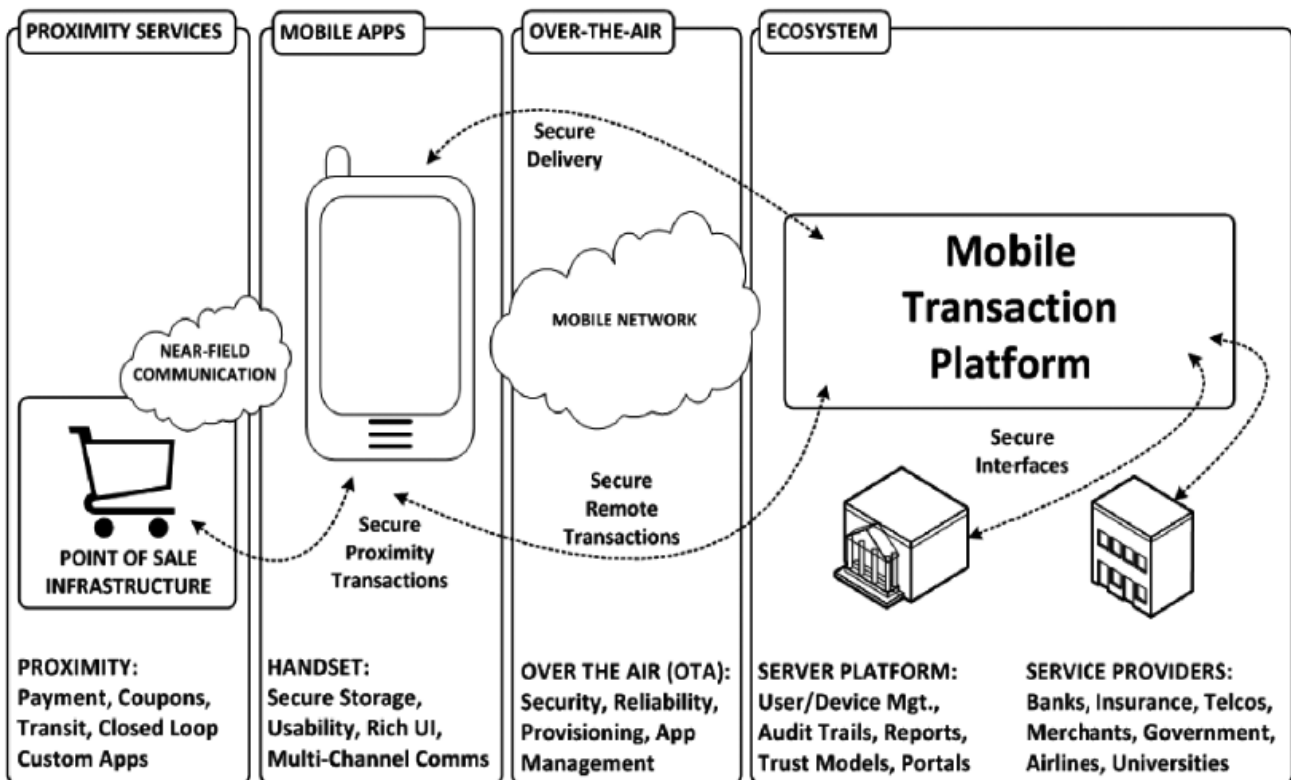 PROXIMITY SERVICES
MOBILE APPS
OVER-THE-AIR
ECOSYSTEM
Secure
Delivery
Mobile
Transaction
Platform
MOBILE NETWORK
NEAR-FIELD
COMMUNICATION
POINT OF SALE
INFRASTRUCTURE
Secure
Proximity
Transactions
Secure
Remote
Transactions
Secure
Interfaces
PROXIMITY:
Payment, Coupons,
Transit, Closed Loop
Custom Apps
HANDSET:
Secure Storage,
Usability, Rich UI,
Multi-Channel Comms
OVER THE AIR (OTA):
Security, Reliability,
Provisioning, App
Management
SERVER PLATFORM:
User/Device Mgt.,
Audit Trails, Reports,
Trust Models, Portals
SERVICE PROVIDERS:
Banks, Insurance, Telcos,
Merchants, Government,
Airlines, Universities